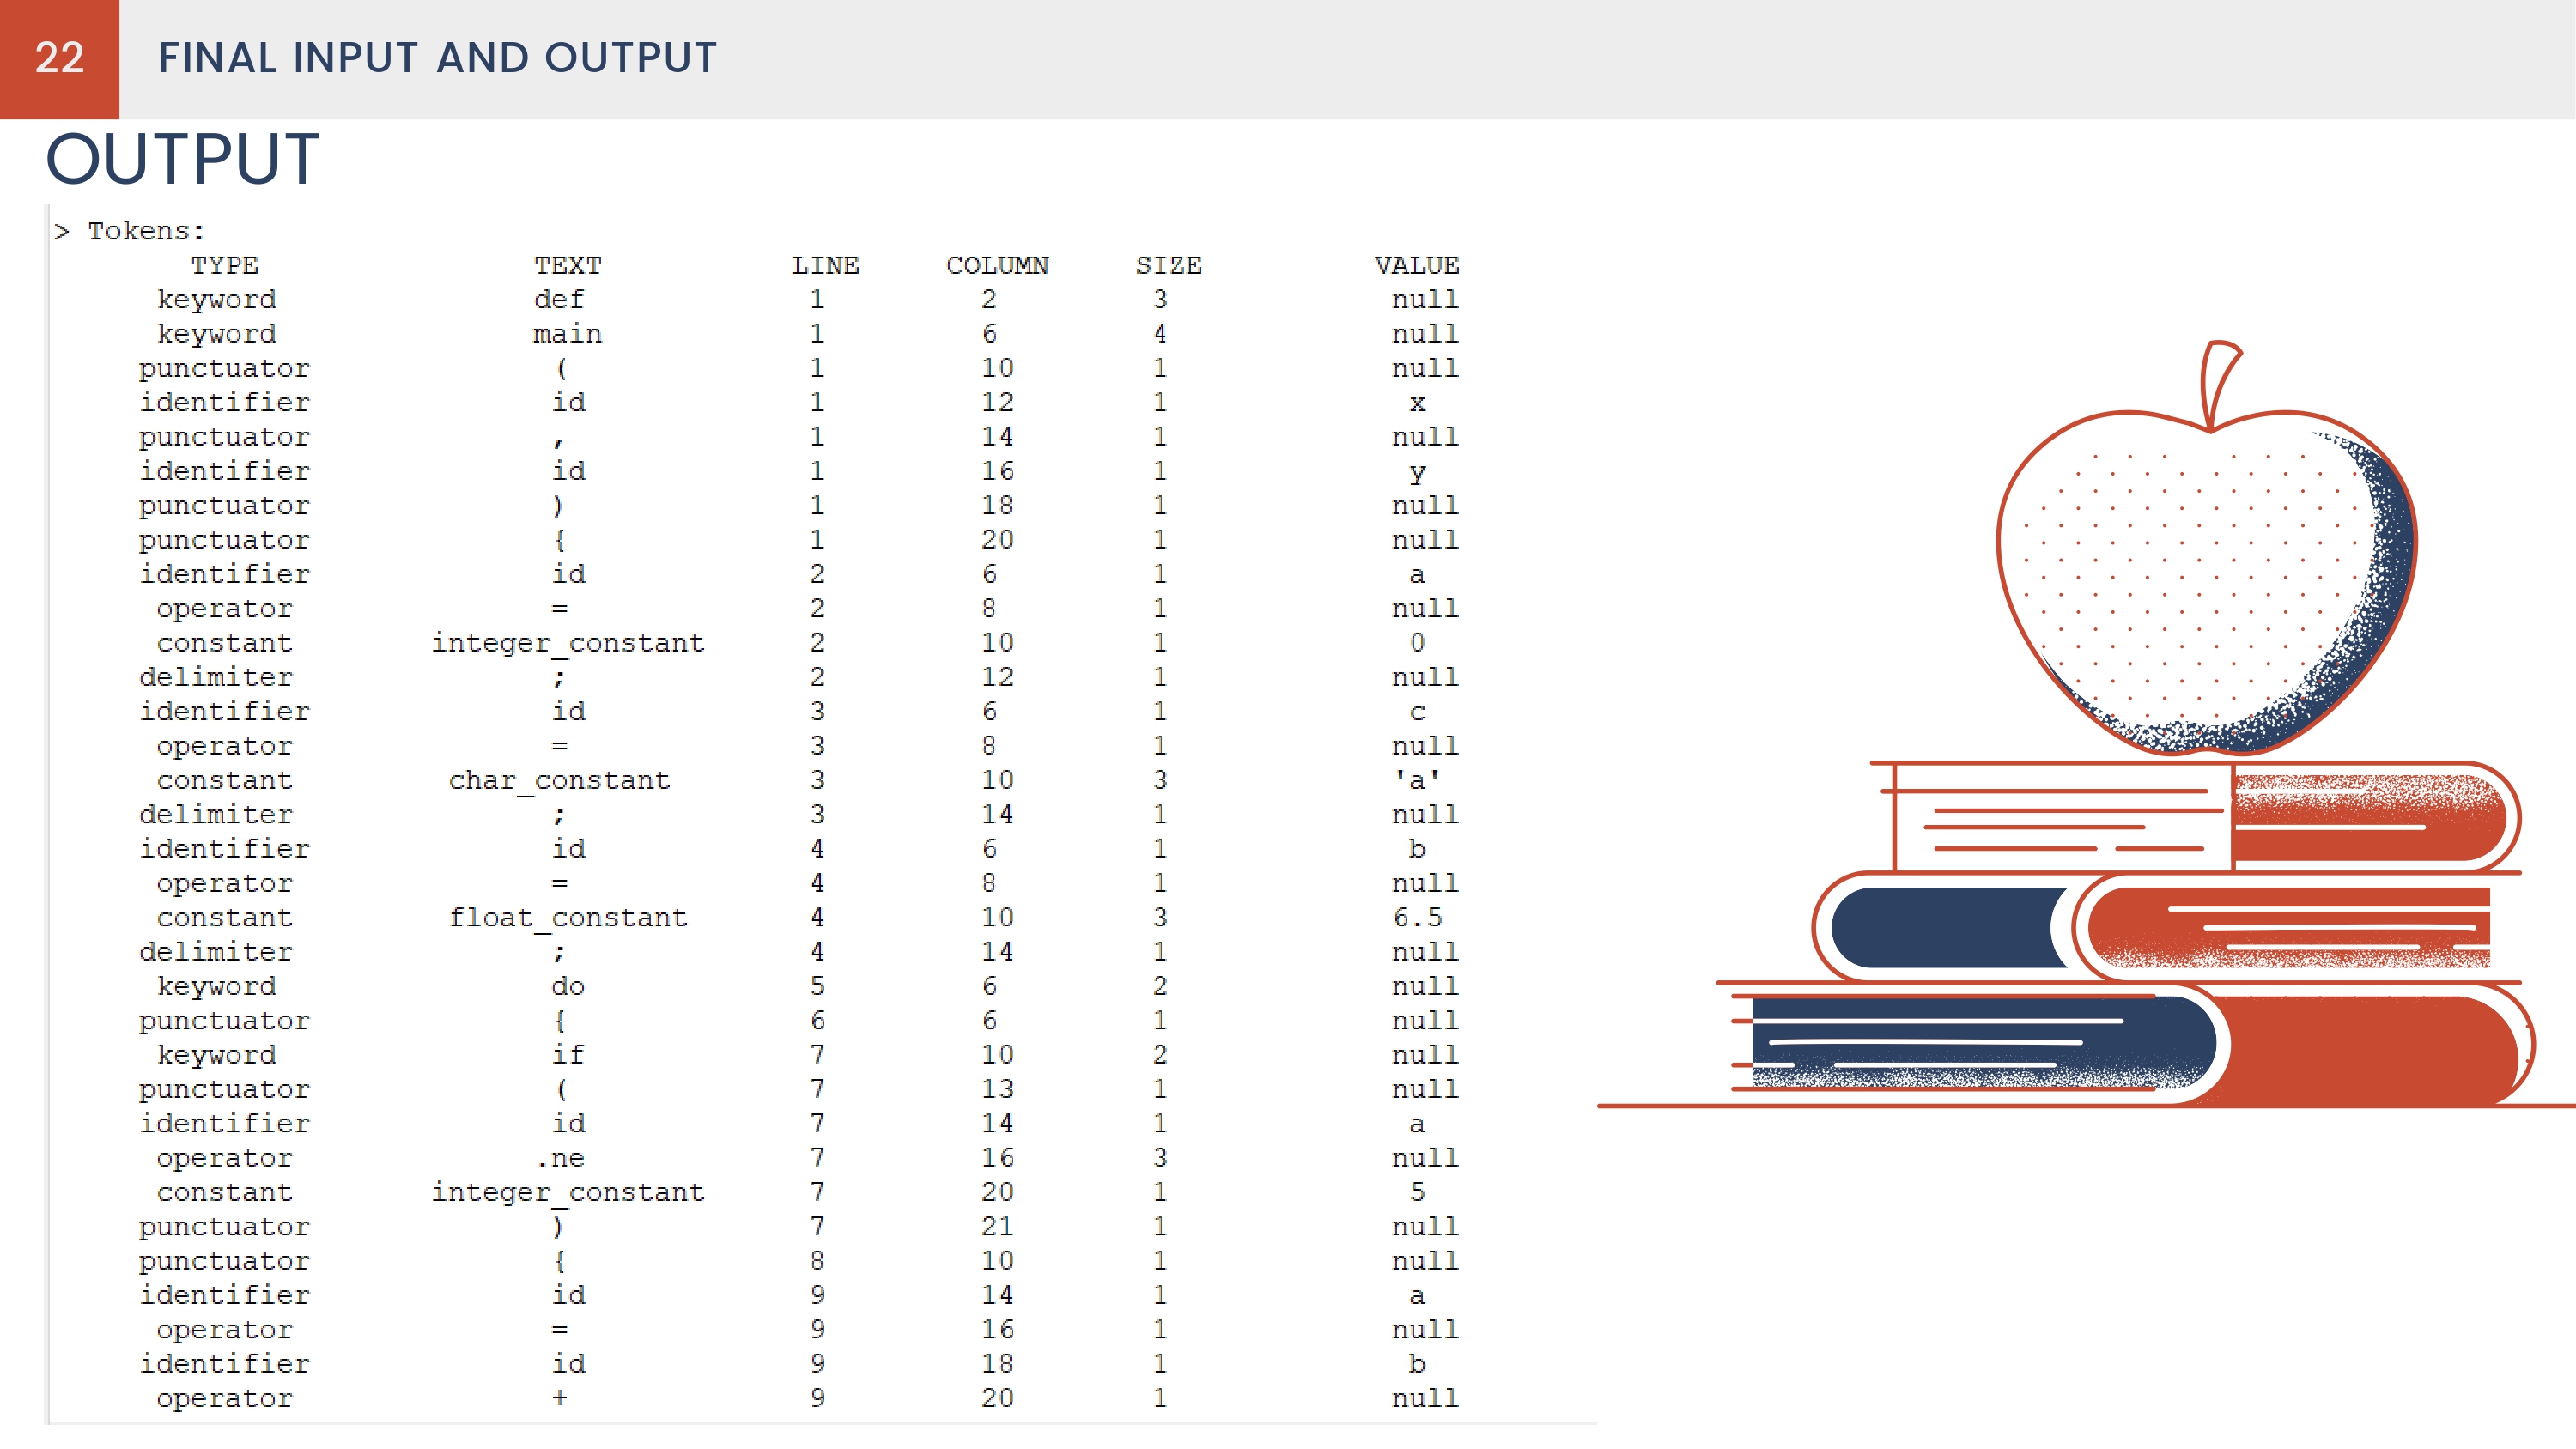 22 FINAL INPUT AND OUTPUT
OUTPUT
> Tokens:
TYPE TEXT LINE COLUMN SIZE VALUE
keyword def 1 2 3 null
keyword main 1 6 4 null
punctuator ( 1 10 1 null
identifier id 1 12 1 x
punctuator , 1 14 1 null
identifier id 1 16 1 y
punctuator ) 1 18 1 null
punctuator { 1 20 1 null
identifier id 2 6 1 a
operator = 2 8 1 null
constant integer_constant 2 10 1 0
delimiter ; 2 12 1 null
identifier id 3 6 1 c
operator = 3 8 1 null
constant char_constant 3 10 3 'a'
delimiter ; 3 14 1 null
identifier id 4 6 1 b
operator = 4 8 1 null
constant float_constant 4 10 3 6.5
delimiter ; 4 14 1 null
keyword do 5 6 2 null
punctuator { 6 6 1 null
keyword if 7 10 2 null
punctuator ( 7 13 1 null
identifier id 7 14 1 a
operator .ne 7 16 3 null
constant integer_constant 7 20 1 5
punctuator ) 7 21 1 null
punctuator { 8 10 1 null
identifier id 9 14 1 a
operator = 9 16 1 null
identifier id 9 18 1 b
operator + 9 20 1 null